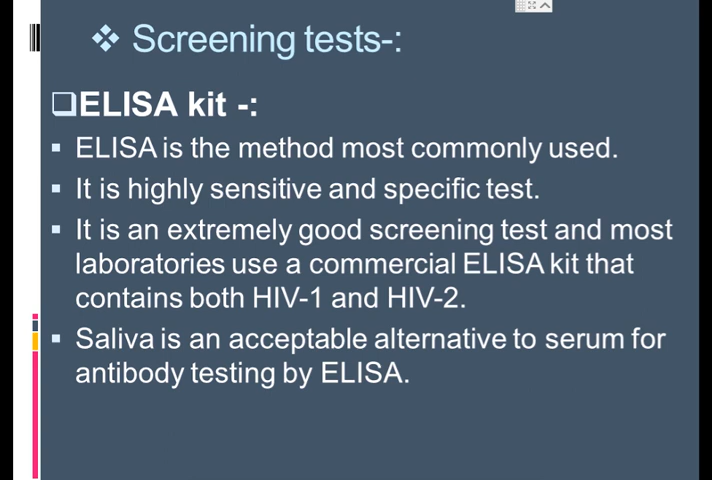 ❖ Screening tests-:
❑ELISA kit -:
▪ ELISA is the method most commonly used.
▪ It is highly sensitive and specific test.
▪ It is an extremely good screening test and most
laboratories use a commercial ELISA kit that
contains both HIV-1 and HIV-2.
▪ Saliva is an acceptable alternative to serum for
antibody testing by ELISA.